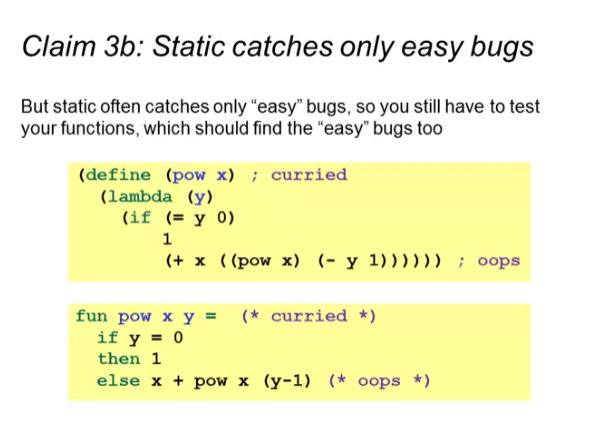 Claim 3b: Static catches only easy bugs
But static often catches only “easy” bugs, so you still have to test
your functions, which should find the “easy” bugs too
(define (pow x) ; curried
(lambda (y)
(if (= y 0)
1
(+ x ((pow x) (- y 1)))))) ; oops
fun pow x y = (* curried *)
if y = 0
then 1
else x + pow x (y-1) (* oops *)